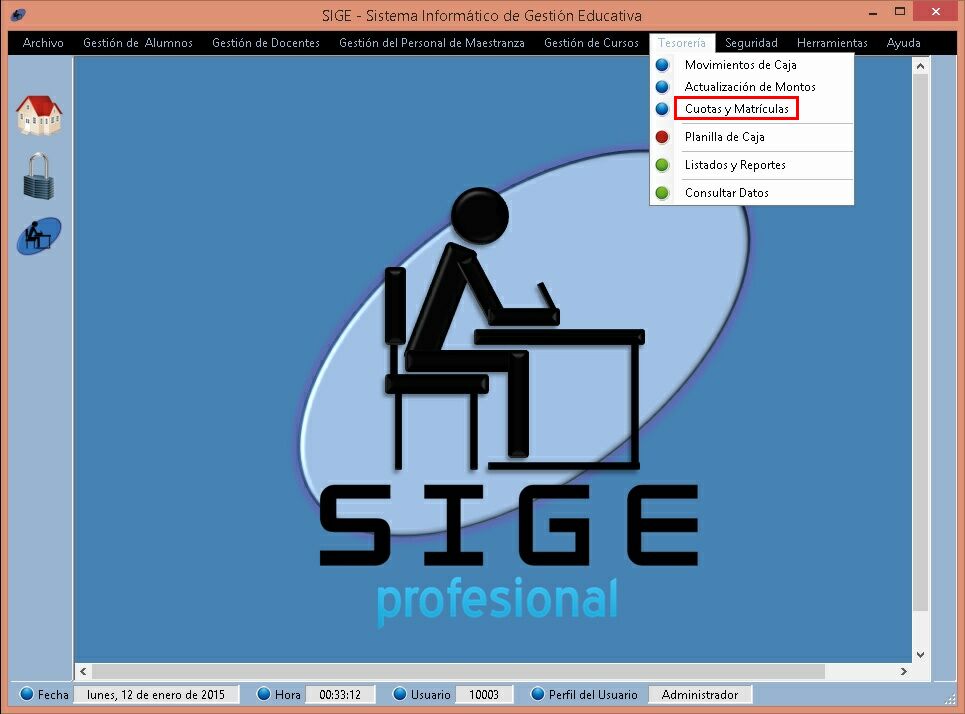 SIGE - Sistema Informático de Gestión Educativa
Archivo Gestión de Alumnos Gestión de Docentes Gestión del Personal de Maestranza Gestión de Cursos Tesorería Seguridad Herramientas Ayuda
Movimientos de Caja
Actualización de Montos
Cuotas y Matrículas
Planilla de Caja
Listados y Reportes
Consultar Datos
SIGE
profesional
Fecha lunes, 12 de enero de 2015 Hora 00:33:12 Usuario 10003 Perfil del Usuario Administrador